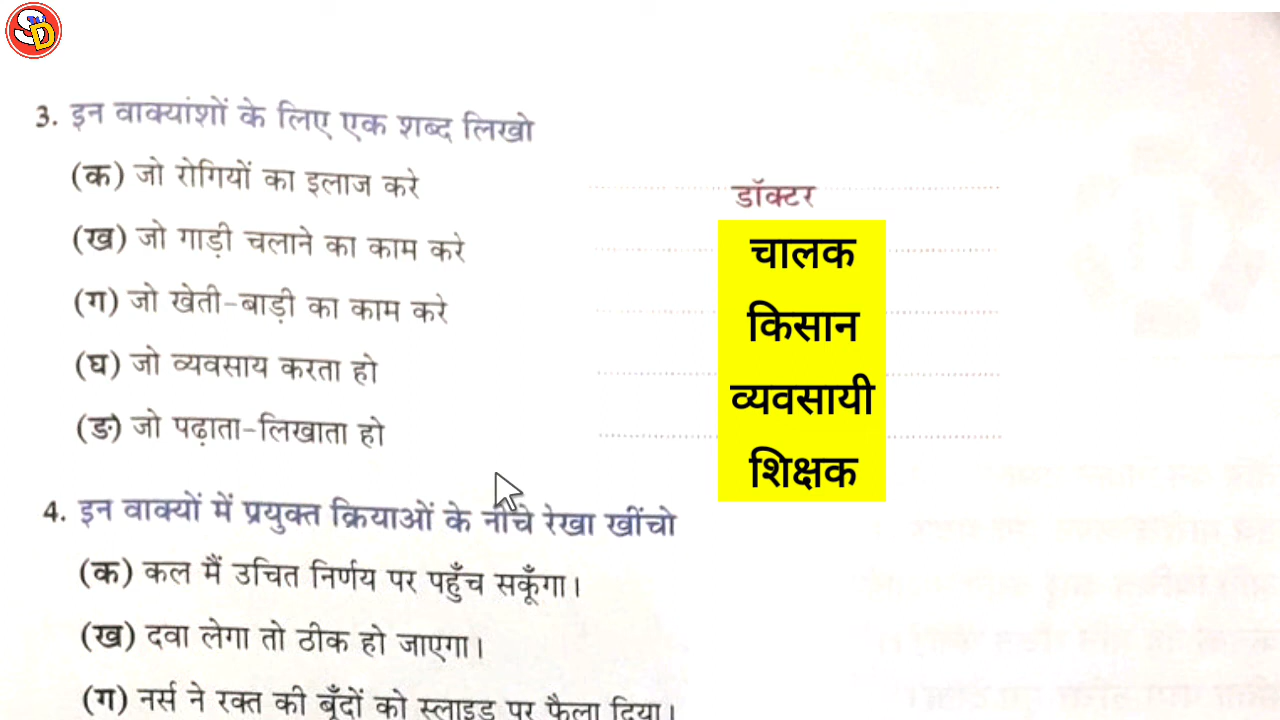 SD
3. इन वाक्यांशों के लिए एक शब्द लिखो
(क) जो रोगियों का इलाज करे डॉक्टर
(ख) जो गाड़ी चलाने का काम करे चालक
(ग) जो खेती-बाड़ी का काम करे किसान
(घ) जो व्यवसाय करता हो व्यवसायी
(ङ) जो पढ़ाता-लिखाता हो शिक्षक
4. इन वाक्यों में प्रयुक्त क्रियाओं के नीचे रेखा खींचो
(क) कल मैं उचित निर्णय पर पहुँच सकूँगा।
(ख) दवा लेगा तो ठीक हो जाएगा।
(ग) नर्स ने रक्त की बूँदों को स्लाइड पर फैला दिया।